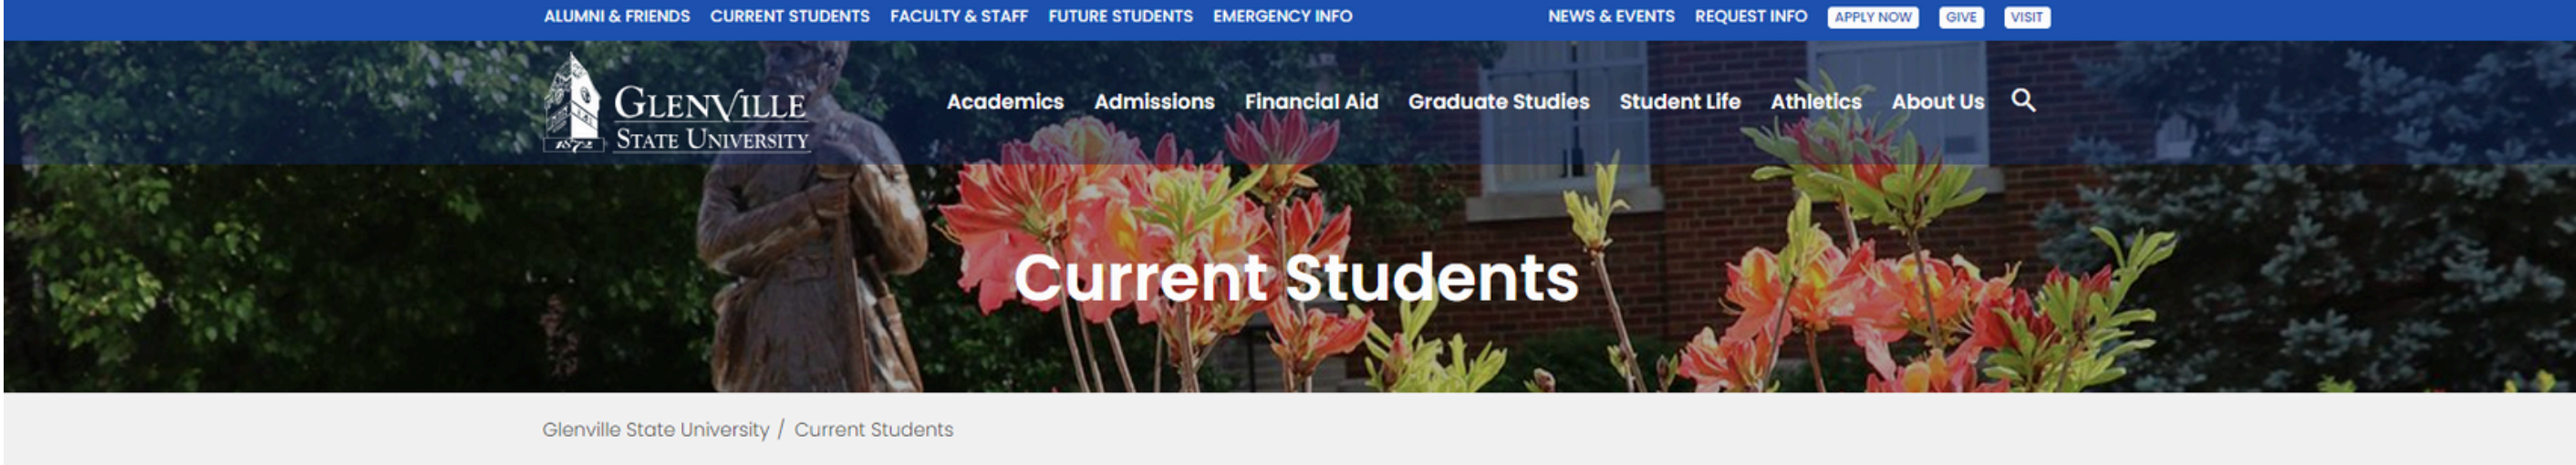 ALUMNI & FRIENDS CURRENT STUDENTS FACULTY & STAFF FUTURE STUDENTS EMERGENCY INFO NEWS & EVENTS REQUEST INFO APPLY NOW GIVE VISIT
GLENVILLE
STATE UNIVERSITY
1872
Academics Admissions Financial Aid Graduate Studies Student Life Athletics About Us
Current Students
Glenville State University / Current Students